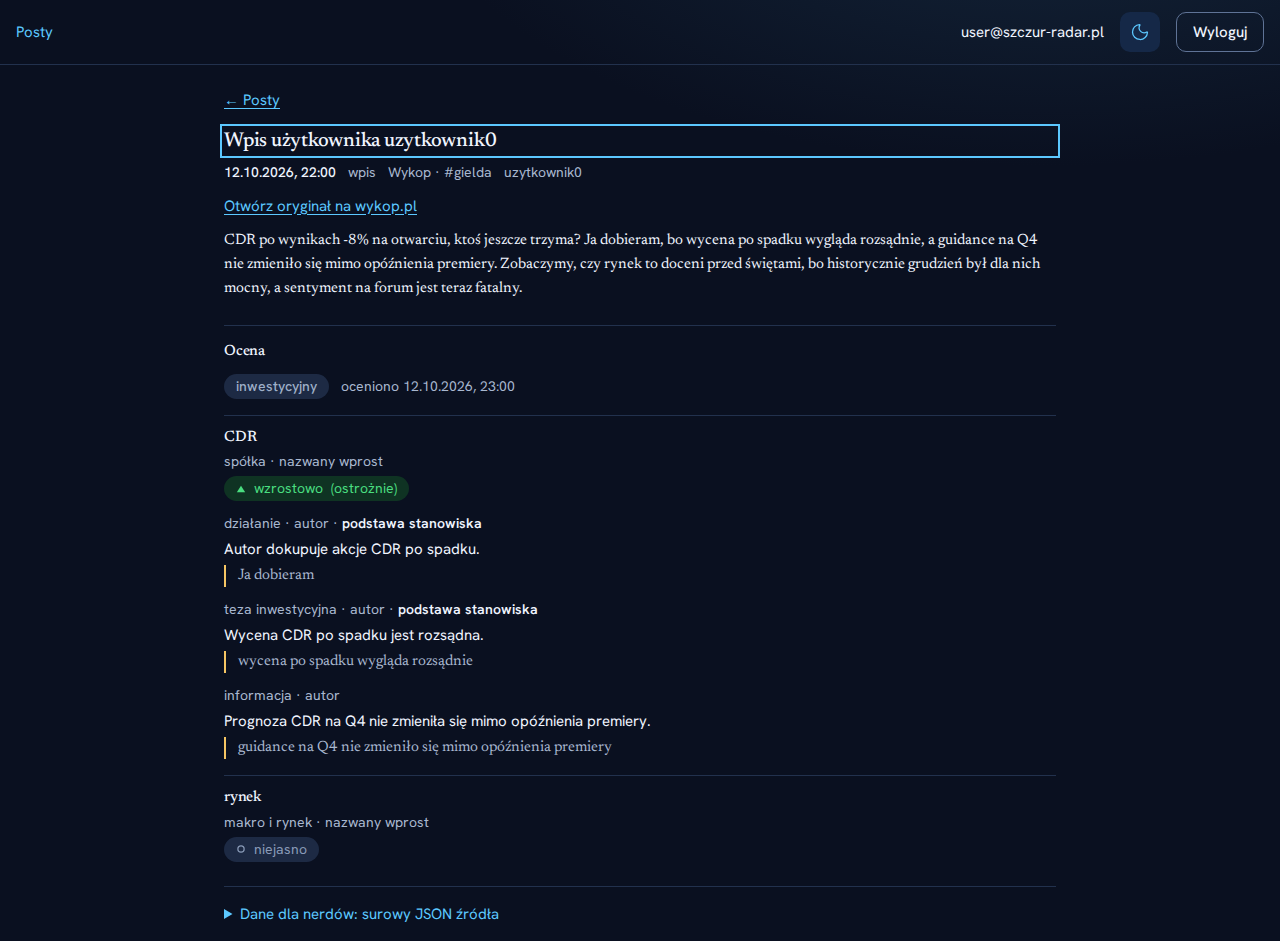 Posty
user@szczur-radar.pl
Wyloguj
← Posty
Wpis użytkownika uzytkownik0
12.10.2026, 22:00 wpis Wykop · #gielda uzytkownik0
Otwórz oryginał na wykop.pl
CDR po wynikach -8% na otwarciu, ktoś jeszcze trzyma? Ja dobieram, bo wycena po spadku wygląda rozsądnie, a guidance na Q4
nie zmieniło się mimo opóźnienia premiery. Zobaczymy, czy rynek to doceni przed świętami, bo historycznie grudzień był dla nich
mocny, a sentyment na forum jest teraz fatalny.
Ocena
inwestycyjny oceniono 12.10.2026, 23:00
CDR
spółka · nazwany wprost
▲ wzrostowo (ostrożnie)
działanie · autor · podstawa stanowiska
Autor dokupuje akcje CDR po spadku.
Ja dobieram
teza inwestycyjna · autor · podstawa stanowiska
Wycena CDR po spadku jest rozsądna.
wycena po spadku wygląda rozsądnie
informacja · autor
Prognoza CDR na Q4 nie zmieniła się mimo opóźnienia premiery.
guidance na Q4 nie zmieniło się mimo opóźnienia premiery
rynek
makro i rynek · nazwany wprost
niejasno
▶ Dane dla nerdów: surowy JSON źródła